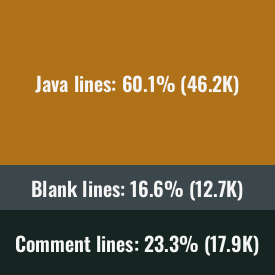 Java lines: 60.1% (46.2K)
Blank lines: 16.6% (12.7K)
Comment lines: 23.3% (17.9K)